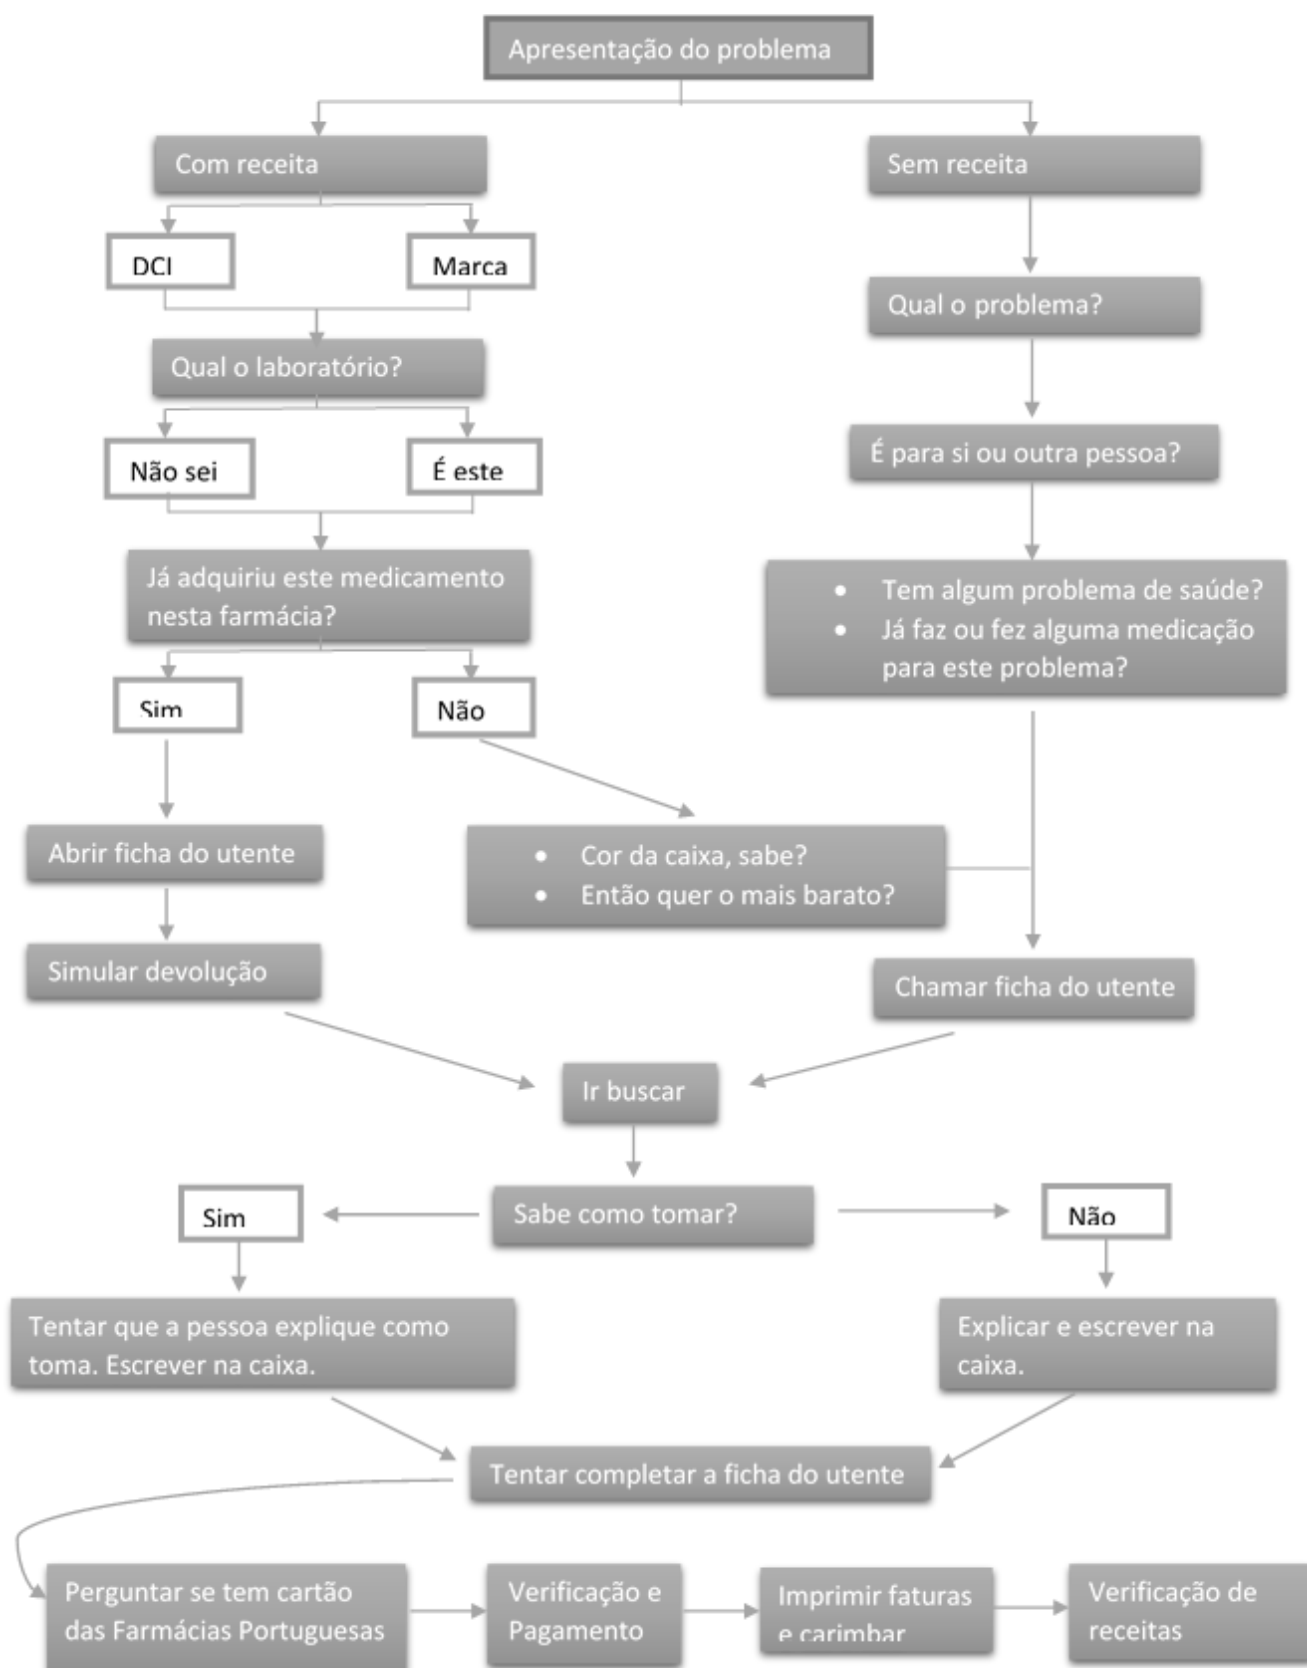 Apresentação do problema
Com receita
Sem receita
DCI
Marca
Qual o problema?
Qual o laboratório?
É para si ou outra pessoa?
Não sei
É este
Já adquiriu este medicamento
nesta farmácia?
• Tem algum problema de saúde?
• Já faz ou fez alguma medicação
para este problema?
Sim
Não
Abrir ficha do utente
• Cor da caixa, sabe?
• Então quer o mais barato?
Simular devolução
Chamar ficha do utente
Ir buscar
Sabe como tomar?
Sim
Não
Tentar que a pessoa explique como
toma. Escrever na caixa.
Explicar e escrever na
caixa.
Tentar completar a ficha do utente
Perguntar se tem cartão
das Farmácias Portuguesas
Verificação e
Pagamento
Imprimir faturas
e carimbar
Verificação de
receitas